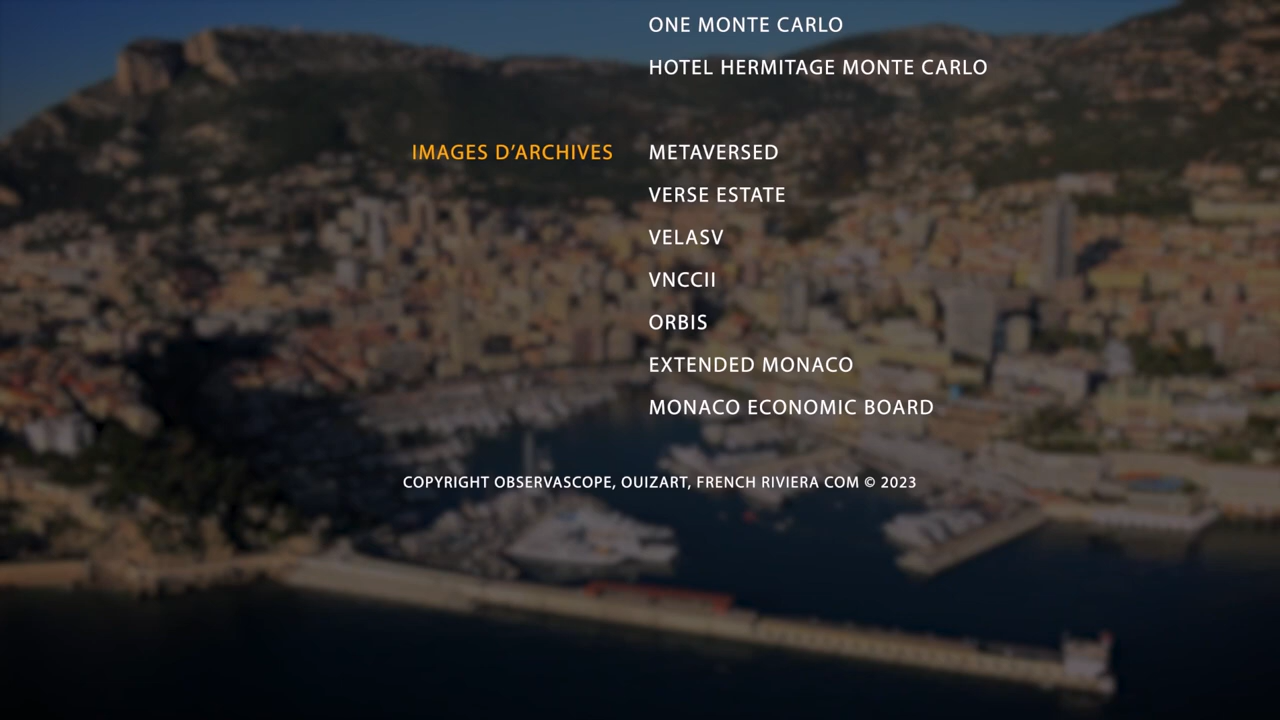 ONE MONTE CARLO
HOTEL HERMITAGE MONTE CARLO
IMAGES D’ARCHIVES METAVERSED
VERSE ESTATE
VELASV
VNCCII
ORBIS
EXTENDED MONACO
MONACO ECONOMIC BOARD
COPYRIGHT OBSERVASCOPE, OUIZART, FRENCH RIVIERA COM © 2023